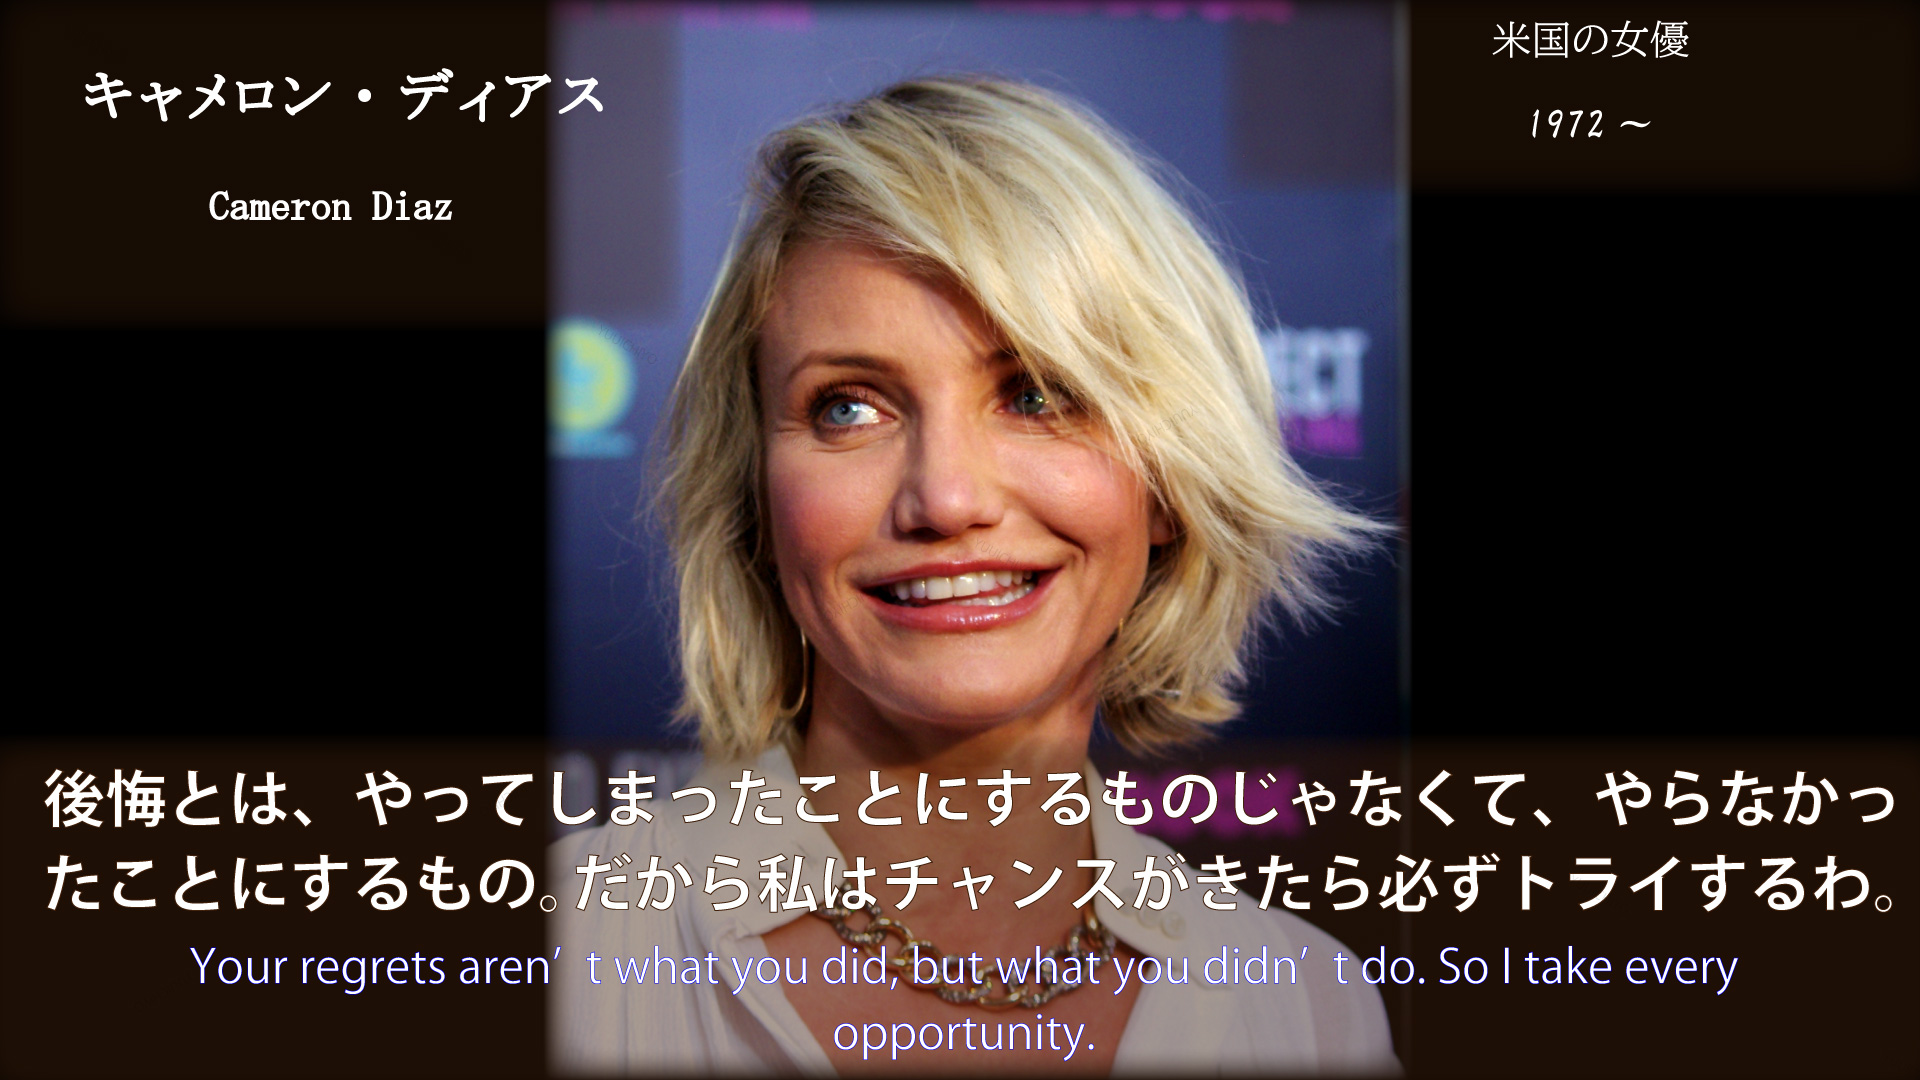 キャメロン・ディアス
Cameron Diaz
米国の女優
1972 ～
後悔とは、やってしまったことにするものじゃなくて、やらなかっ
たことにするもの。だから私はチャンスがきたら必ずトライするわ。
Your regrets aren’t what you did, but what you didn’t do. So I take every
opportunity.